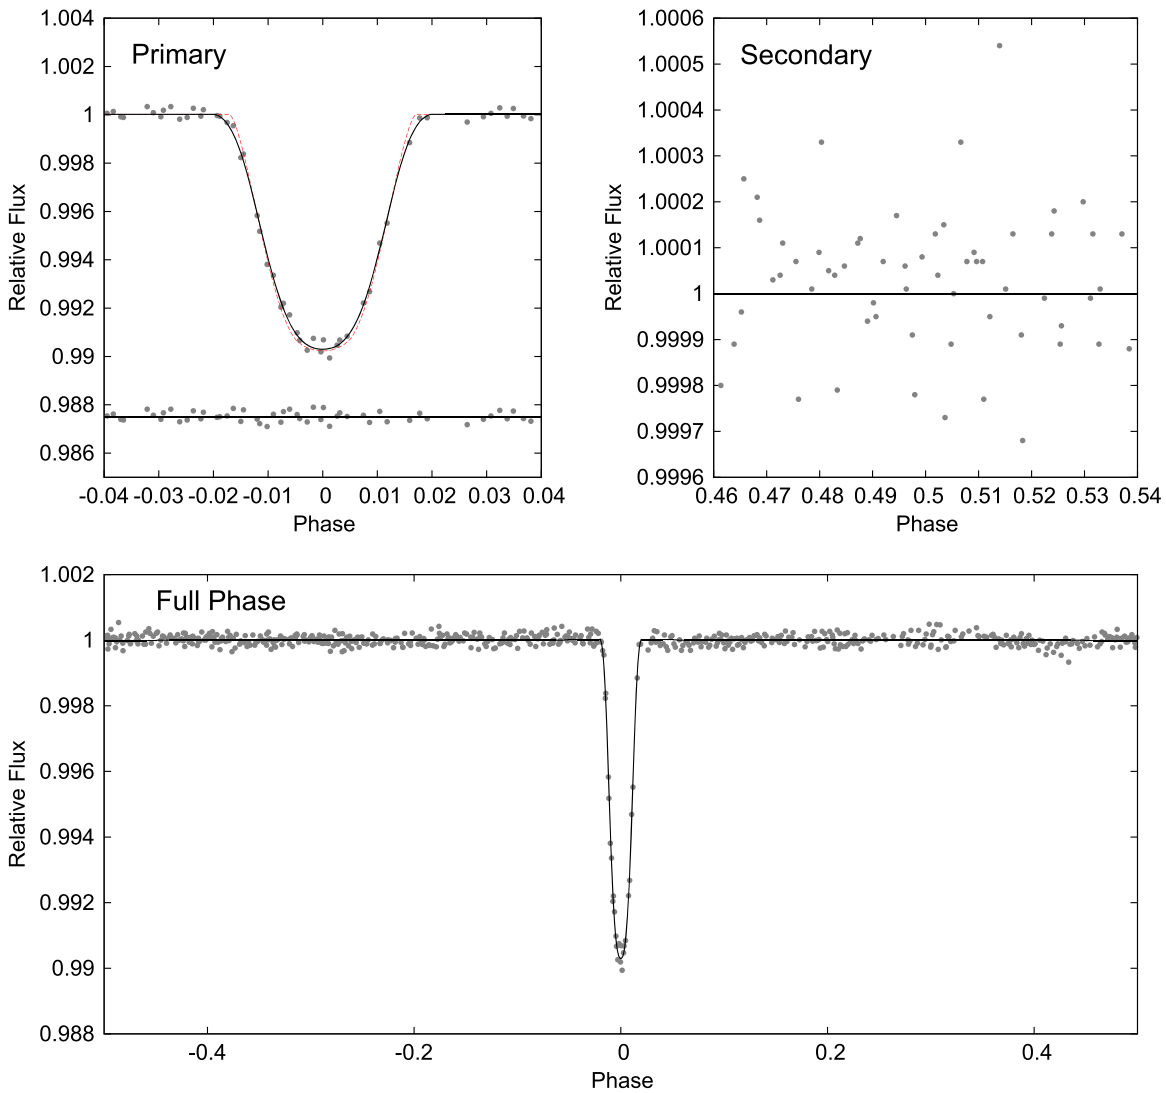 1.004
1.002
1
0.998
0.996
0.994
0.992
0.99
0.988
0.986
Relative Flux
Primary
-0.04 -0.03 -0.02 -0.01 0 0.01 0.02 0.03 0.04
Phase
1.0006
1.0005
1.0004
1.0003
1.0002
1.0001
1
0.9999
0.9998
0.9997
0.9996
Relative Flux
Secondary
0.46 0.47 0.48 0.49 0.5 0.51 0.52 0.53 0.54
Phase
1.002
1
0.998
0.996
0.994
0.992
0.99
0.988
Relative Flux
Full Phase
-0.4 -0.2 0 0.2 0.4
Phase